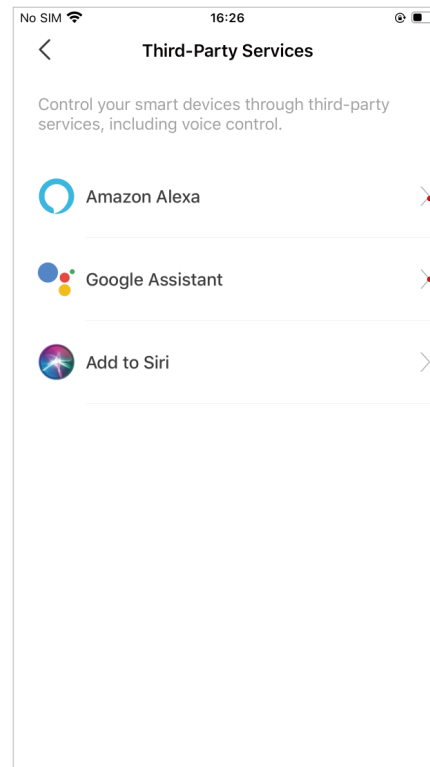 No SIM 16:26
Third-Party Services
Control your smart devices through third-party
services, including voice control.
Amazon Alexa
Google Assistant
Add to Siri